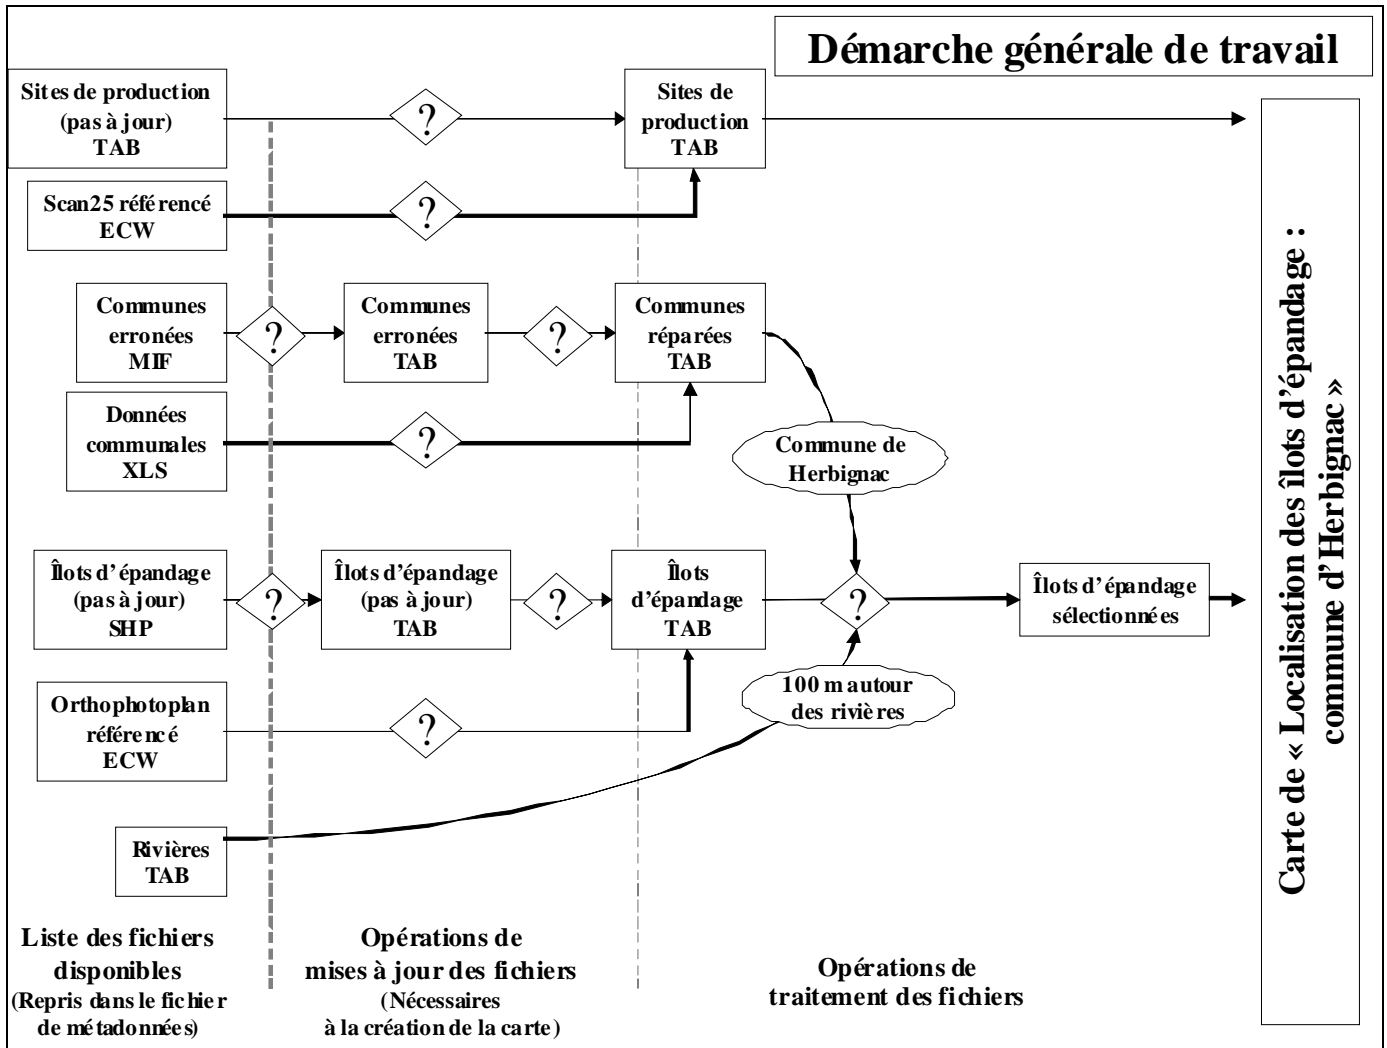 Démarche générale de travail
Sites de production
(pas à jour)
TAB
?
Sites de
production
TAB
Scan25 référencé
ECW
?
Communes
erronées
MIF
?
Communes
erronées
TAB
?
Communes
réparées
TAB
Données
communales
XLS
?
Commune de
Herbignac
Îlots d'épandage
(pas à jour)
SHP
?
Îlots d'épandage
(pas à jour)
TAB
?
Îlots
d'épandage
TAB
?
Îlots d'épandage
sélectionnées
Orthophotoplan
référencé
ECW
?
100 m autour
des rivières
Rivières
TAB
Carte de « Localisation des îlots d'épandage :
commune d'Herbignac »
Liste des fichiers
disponibles
(Repris dans le fichier
de métadonnées)
Opérations de
mises à jour des fichiers
(Nécessaires
à la création de la carte)
Opérations de
traitement des fichiers